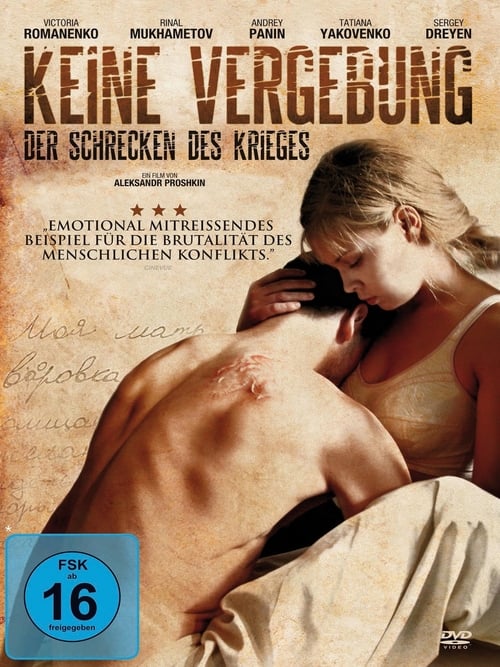 VICTORIA ROMANENKO
RINAL MUKHAMETOV
ANDREY PANIN
TATIANA YAKOVENKO
SERGEY DREYEN
KEINE VERGEBUNG
DER SCHRECKEN DES KRIEGES
EIN FILM VON
ALEKSANDR PROSHKIN
„EMOTIONAL MITREISSENDES
BEISPIEL FÜR DIE BRUTALITÄT DES
MENSCHLICHEN KONFLIKTS.”
CINEVUE
Моя мать
воровка
*
FSK
ab
16
freigegeben
DVD
VIDEO